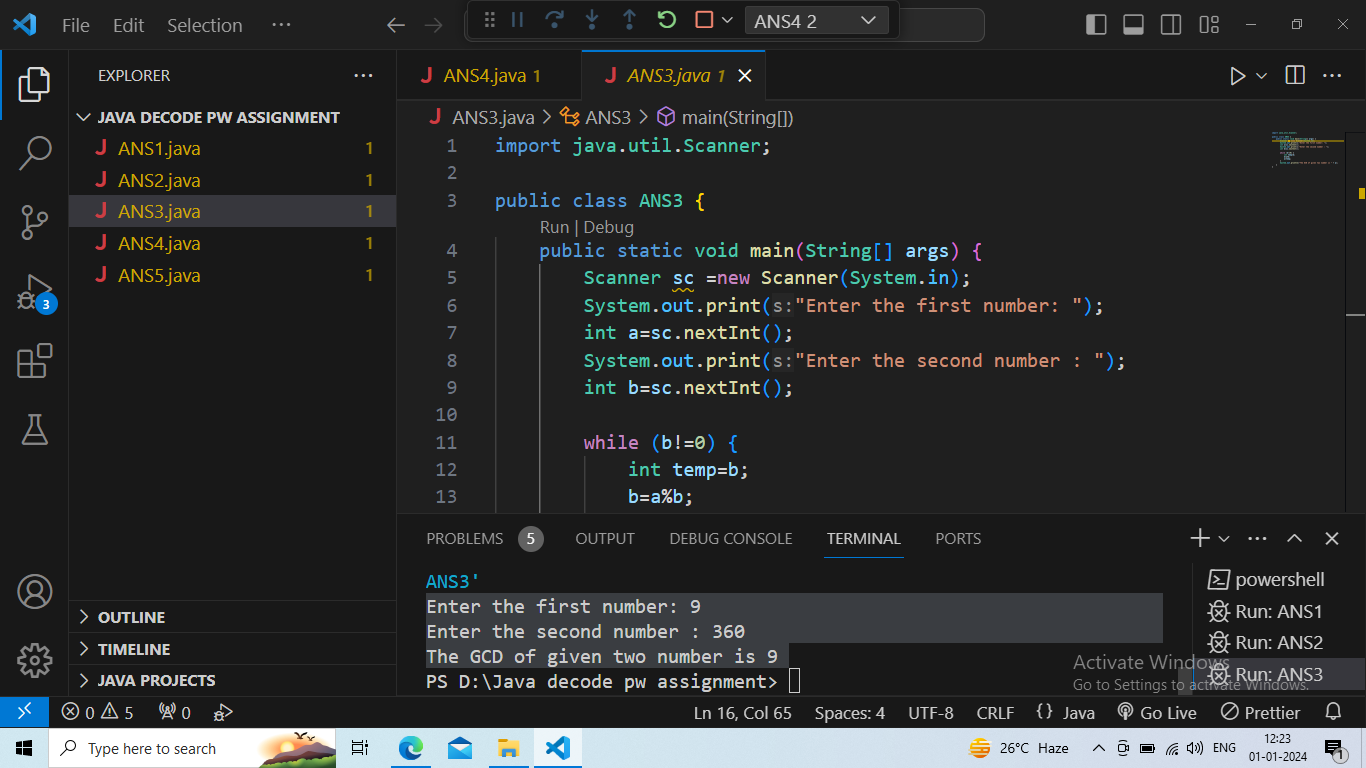 File Edit Selection ··· ANS4 2
EXPLORER ···
JAVA DECODE PW ASSIGNMENT
J ANS1.java 1
J ANS2.java 1
J ANS3.java 1
J ANS4.java 1
J ANS5.java 1
OUTLINE
TIMELINE
JAVA PROJECTS
3
J ANS4.java 1 J ANS3.java 1
J ANS3.java > ANS3 > main(String[])
1 import java.util.Scanner;
2
3 public class ANS3 {
Run | Debug
4 public static void main(String[] args) {
5 Scanner sc =new Scanner(System.in);
6 System.out.print(s:"Enter the first number: ");
7 int a=sc.nextInt();
8 System.out.print(s:"Enter the second number : ");
9 int b=sc.nextInt();
10
11 while (b!=0) {
12 int temp=b;
13 b=a%b;
PROBLEMS 5 OUTPUT DEBUG CONSOLE TERMINAL PORTS
ANS3'
Enter the first number: 9
Enter the second number : 360
The GCD of given two number is 9
PS D:\Java decode pw assignment>
powershell
Run: ANS1
Run: ANS2
Run: ANS3
Activate Windows
Go to Settings to activate Windows.
0 5 0 Ln 16, Col 65 Spaces: 4 UTF-8 CRLF {} Java Go Live Prettier
Type here to search 26°C Haze ENG 12:23
01-01-2024 1